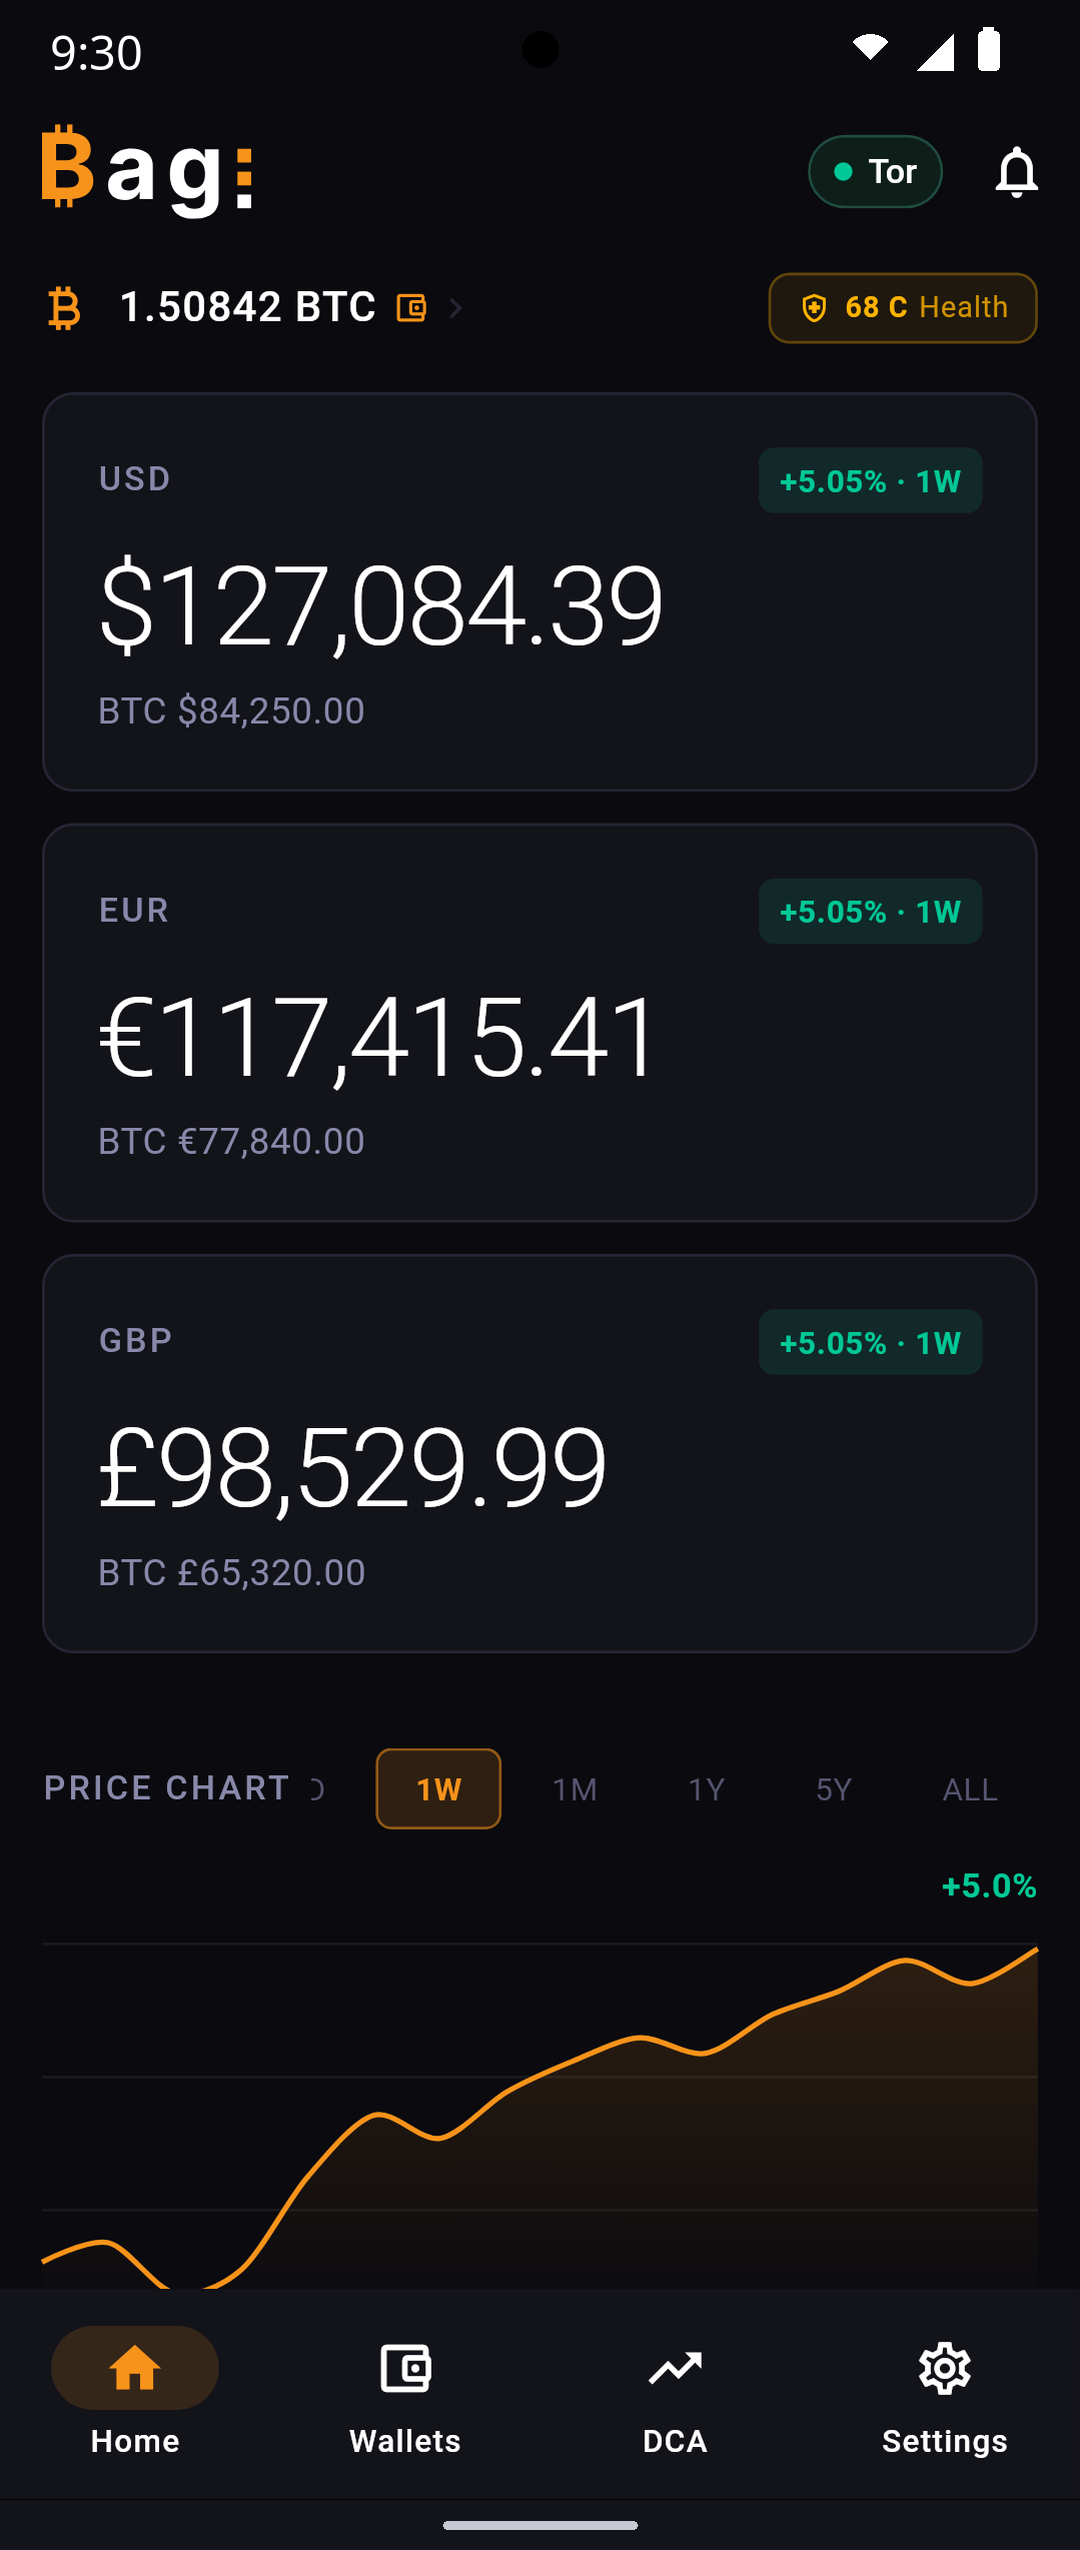 9:30
₿ag:
Tor
1.50842 BTC
68 C Health
USD
+5.05% · 1W
$127,084.39
BTC $84,250.00
EUR
+5.05% · 1W
€117,415.41
BTC €77,840.00
GBP
+5.05% · 1W
£98,529.99
BTC £65,320.00
PRICE CHART 1W 1M 1Y 5Y ALL
+5.0%
Home Wallets DCA Settings